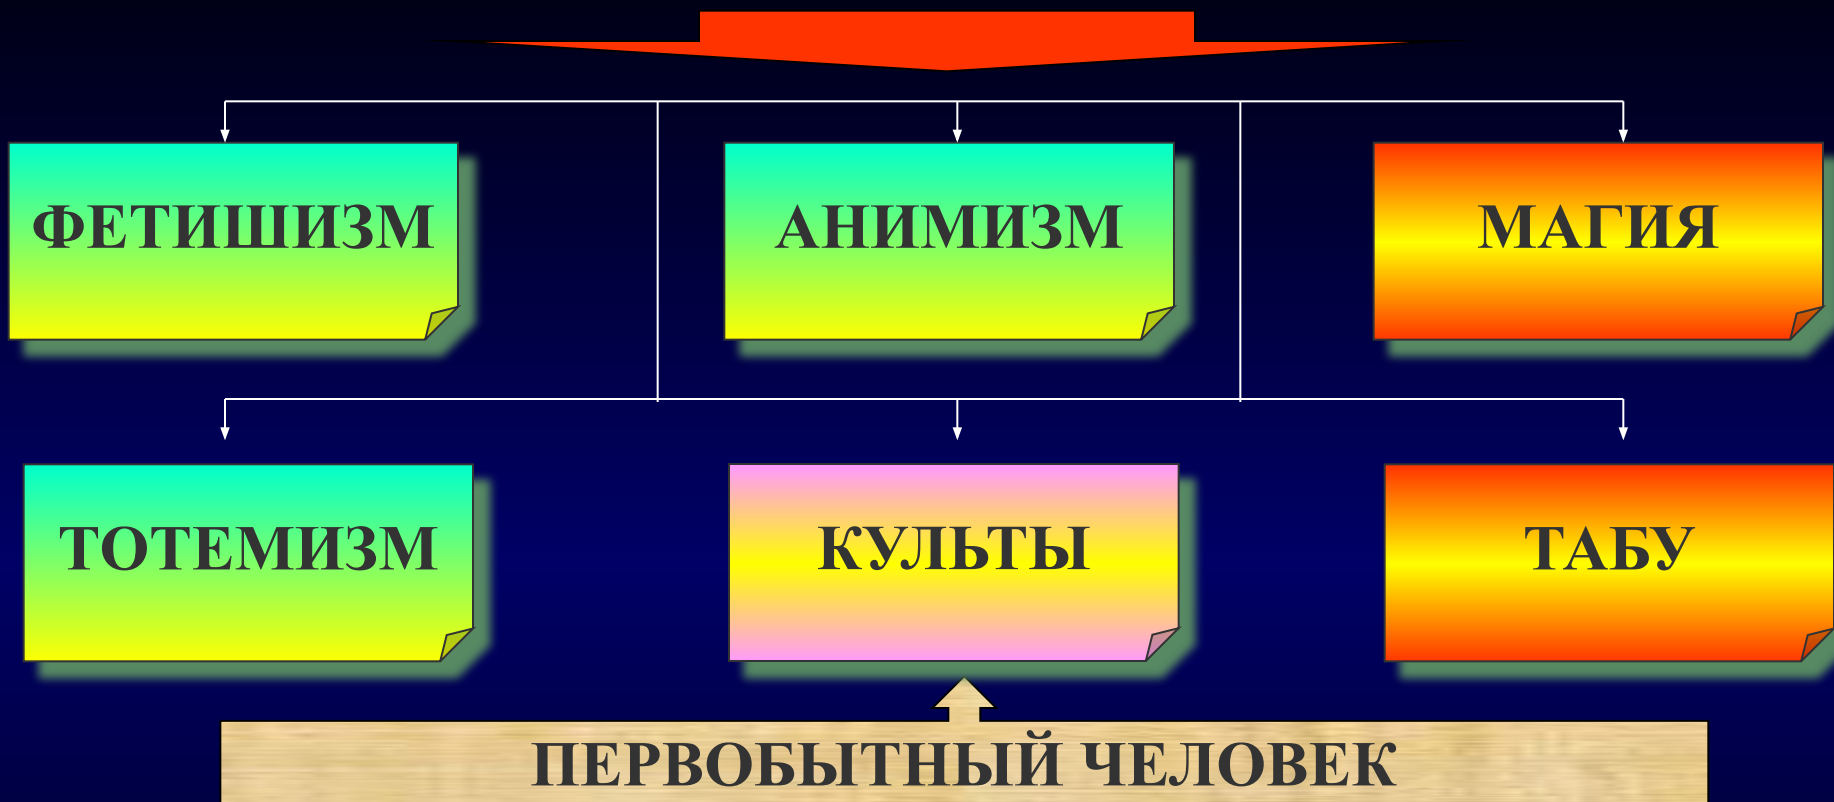 ФЕТИШИЗМ
АНИМИЗМ
МАГИЯ
ТОТЕМИЗМ
КУЛЬТЫ
ТАБУ
ПЕРВОБЫТНЫЙ ЧЕЛОВЕК